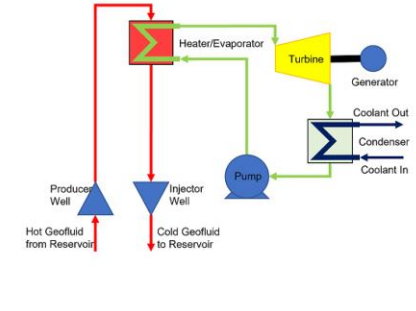 Heater/Evaporator
Turbine
Generator
Coolant Out
Condenser
Coolant In
Pump
Producer
Well
Injector
Well
Hot Geofluid
from Reservoir
Cold Geofluid
to Reservoir